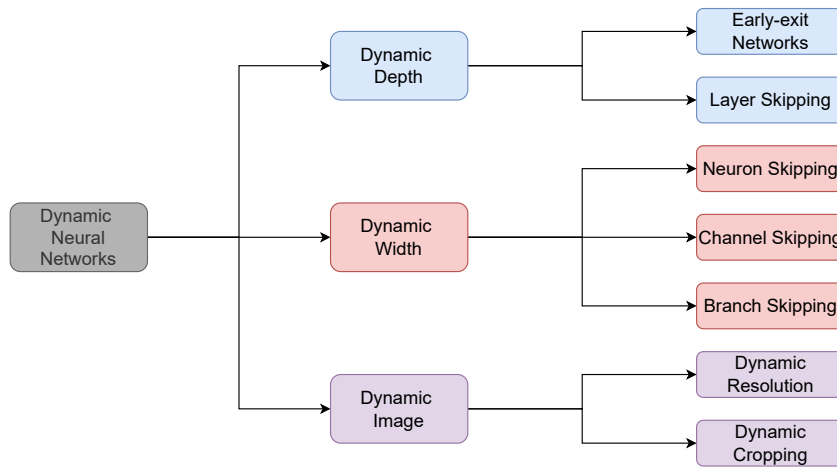 Dynamic
Neural
Networks
Dynamic
Depth
Early-exit
Networks
Layer Skipping
Dynamic
Width
Neuron Skipping
Channel Skipping
Branch Skipping
Dynamic
Image
Dynamic
Resolution
Dynamic
Cropping